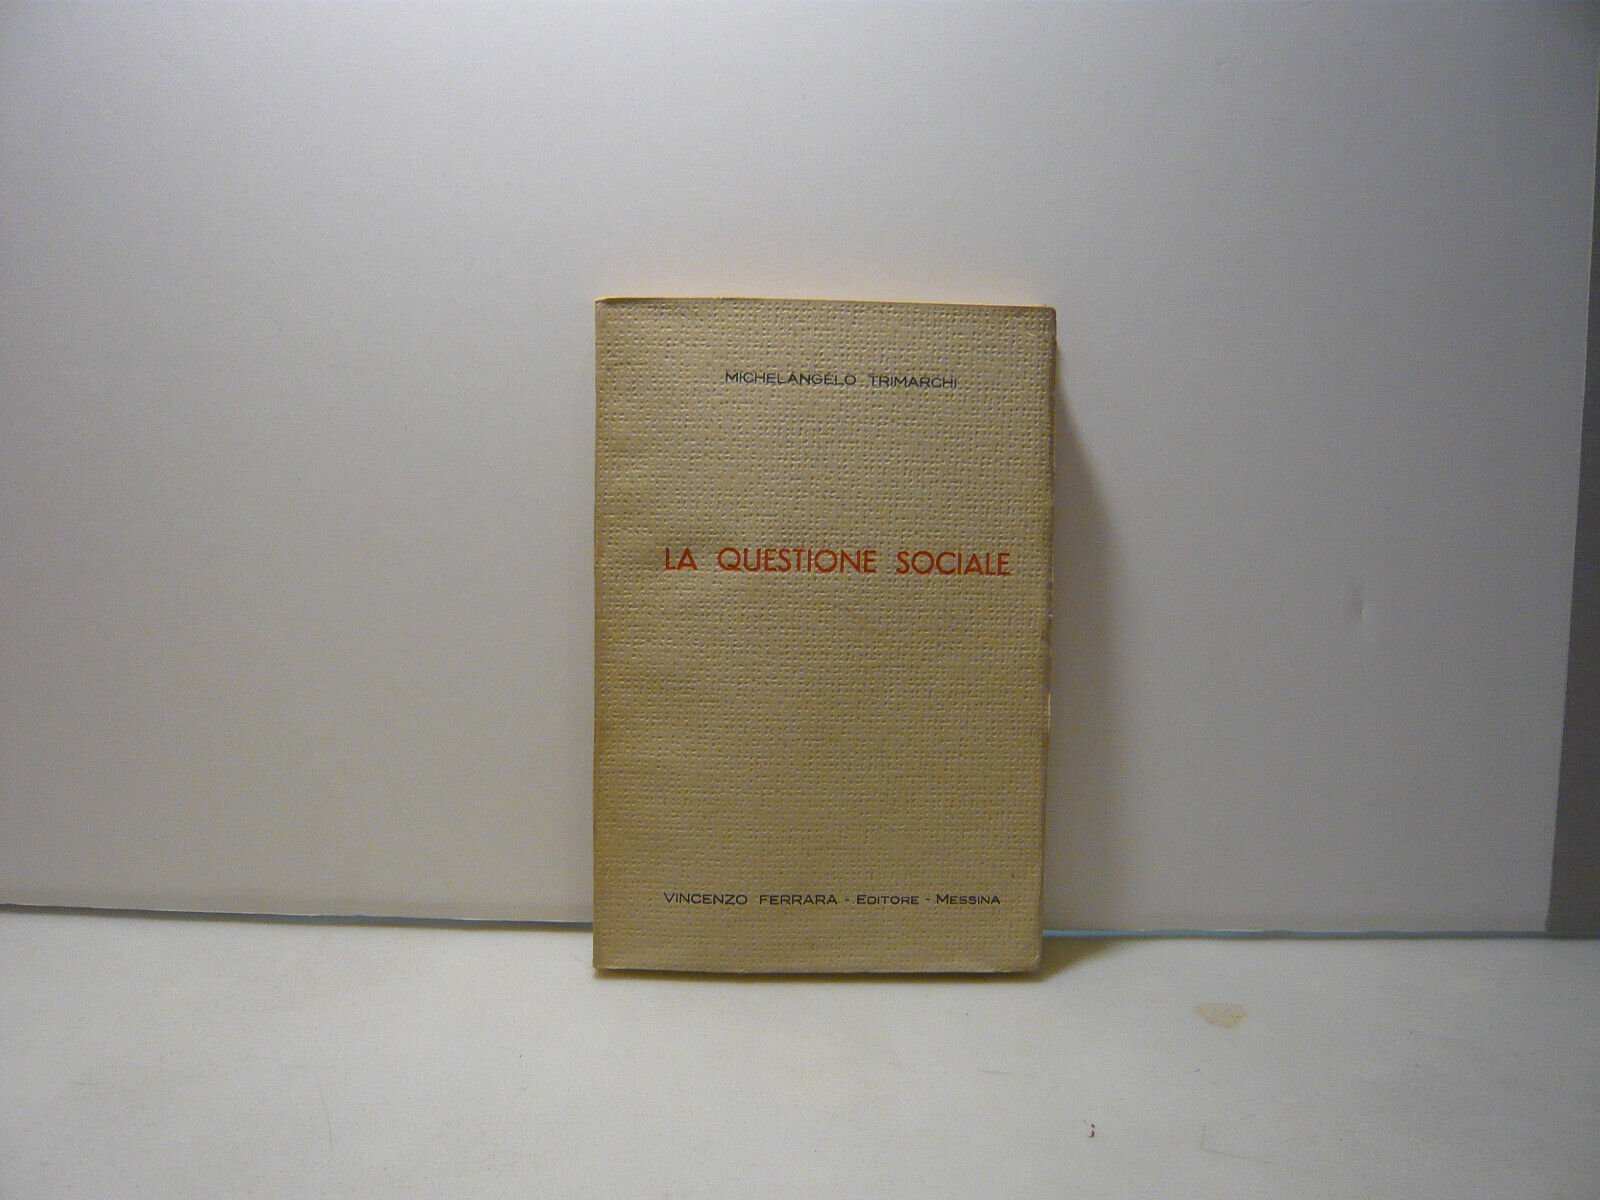 MICHELANGELO TRIMARCHI
LA QUESTIONE SOCIALE
VINCENZO FERRARA - EDITORE - MESSINA